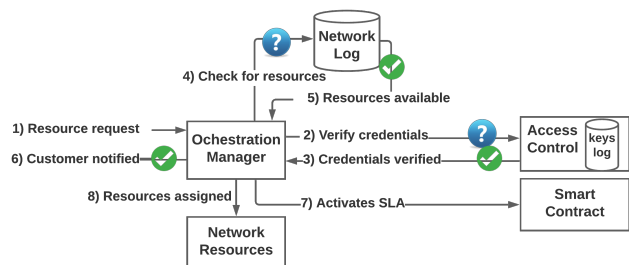 Network
Log
?
4) Check for resources
5) Resources available
1) Resource request
Ochestration
Manager
2) Verify credentials
?
Access
Control
keys
log
6) Customer notified
3) Credentials verified
8) Resources assigned
7) Activates SLA
Smart
Contract
Network
Resources